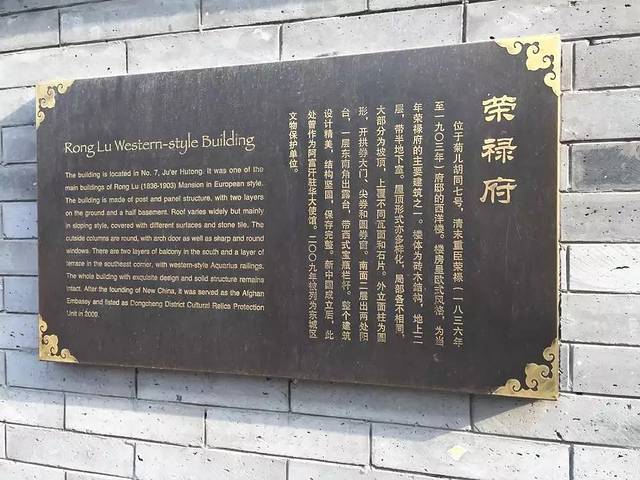 Rong Lu Western-style Building
The building is located in No. 7, Ju'er Hutong. It was one of the
main buildings of Rong Lu (1836-1903) Mansion in European style.
The building is made of post and panel structure, with two layers
on the ground and a half basement. Roof varies widely but mainly
in sloping style, covered with different surfaces and stone tile. The
outside columns are round, with arch door as well as sharp and round
windows. There are two layers of balcony in the south and a layer of
terrace in the southeast corner, with western-style Aquarius railings.
The whole building with exquisite design and solid structure remains
intact. After the founding of New China, it was served as the Afghan
Embassy and listed as Dongcheng District Cultural Relics Protection
Unit in 2009.
荣禄府
位于菊儿胡同七号，清末重臣荣禄（一八三六年
至一九〇三年）府邸的西洋楼。楼房呈欧式风格，为当
年荣禄府的主要建筑之一。楼体为砖木结构，地上二
层，带半地下室。屋顶形式亦多样化，局部各不相同，
大部分为坡顶，上置不同瓦面和石片。外立面柱为圆
形，开拱券大门、尖券和圆券窗。南面二层出两处阳
台，一层东南角出露台，带西式宝瓶栏杆。整个建筑
设计精美，结构坚固，保存完整。新中国成立后，此
处曾作为阿富汗驻华大使馆。二〇〇九年被列为东城区
文物保护单位。